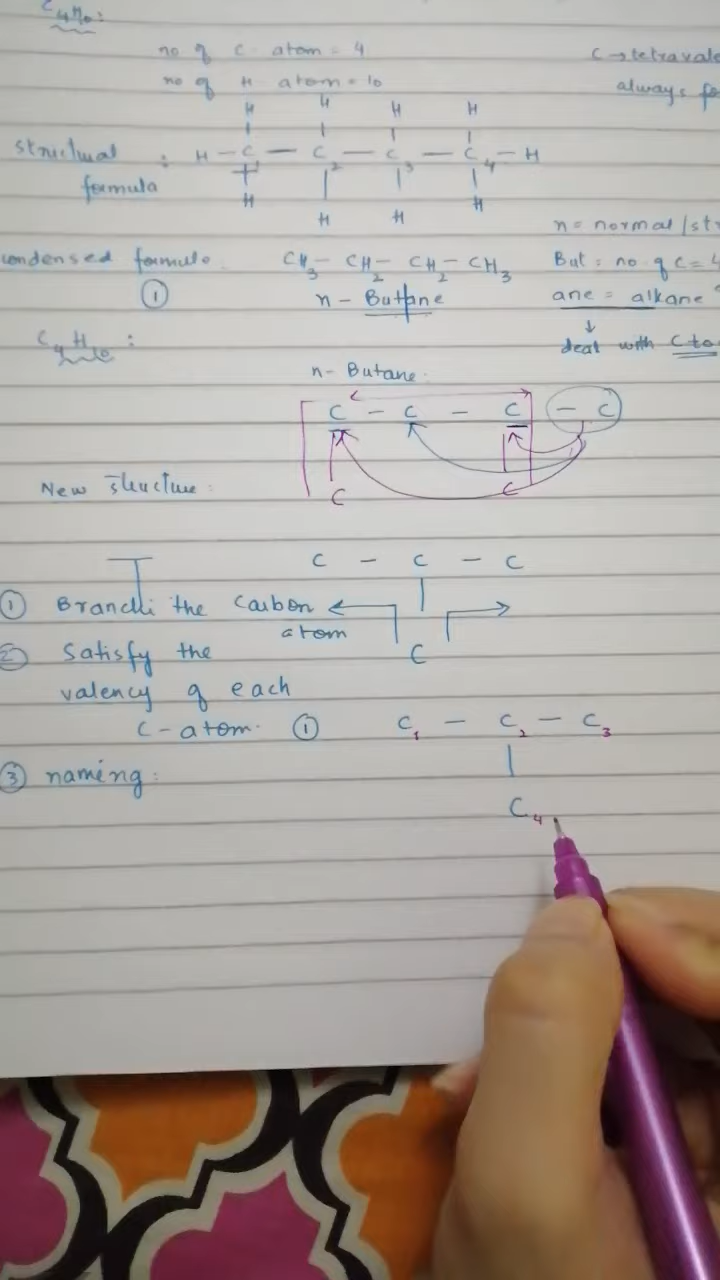 C4H10:
no of C atom = 4
C → tetravale
no of H atom = 10
always fo
H H H H
structual
: H – C1 – C2 – C3 – C4 – H
formula
H H H H
n = normal / st
condensed formula
CH3 – CH2 – CH2 – CH3
But : no of C = 4
①
n – Butane
ane = alkane
C4H10 :
↓
deal with C to
n- Butane
C – C – C – C
New structure :
C C
C – C – C
① Branch the Carbon
atom
② Satisfy the
C
valency of each
C-atom. ①
C1 – C2 – C3
③ naming :
C4